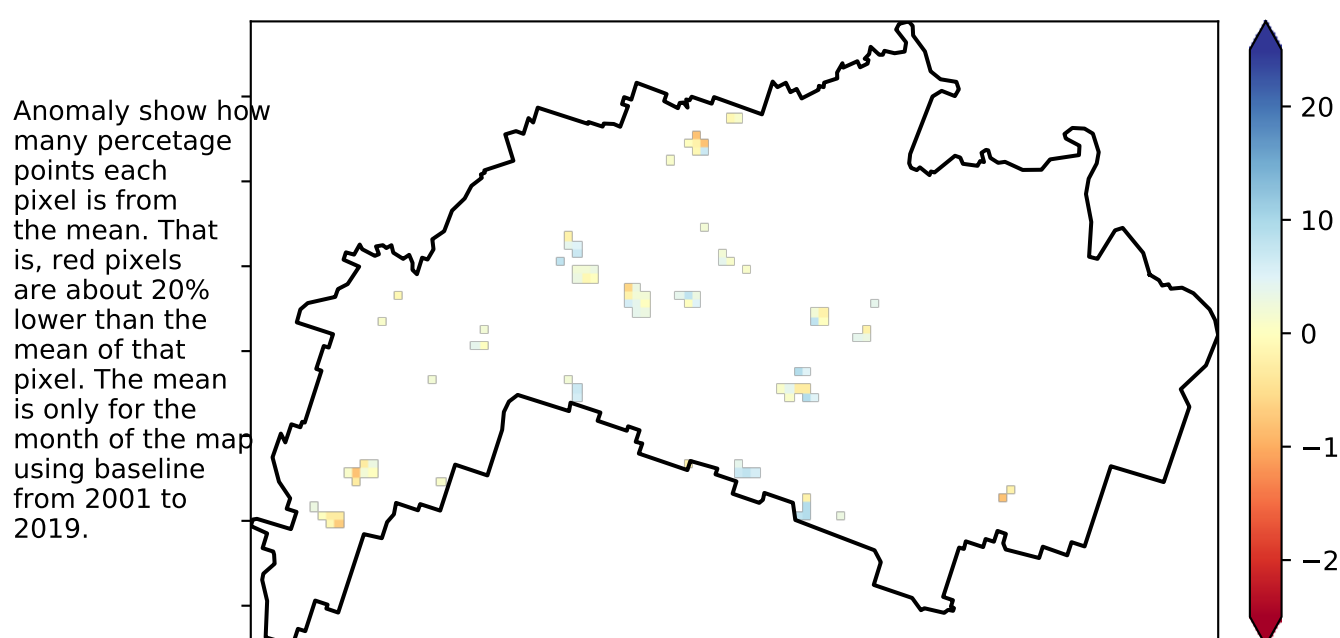 Anomaly show how
many percetage
points each
pixel is from
the mean. That
is, red pixels
are about 20%
lower than the
mean of that
pixel. The mean
is only for the
month of the map
using baseline
from 2001 to
2019.
20
10
0
−1
−2